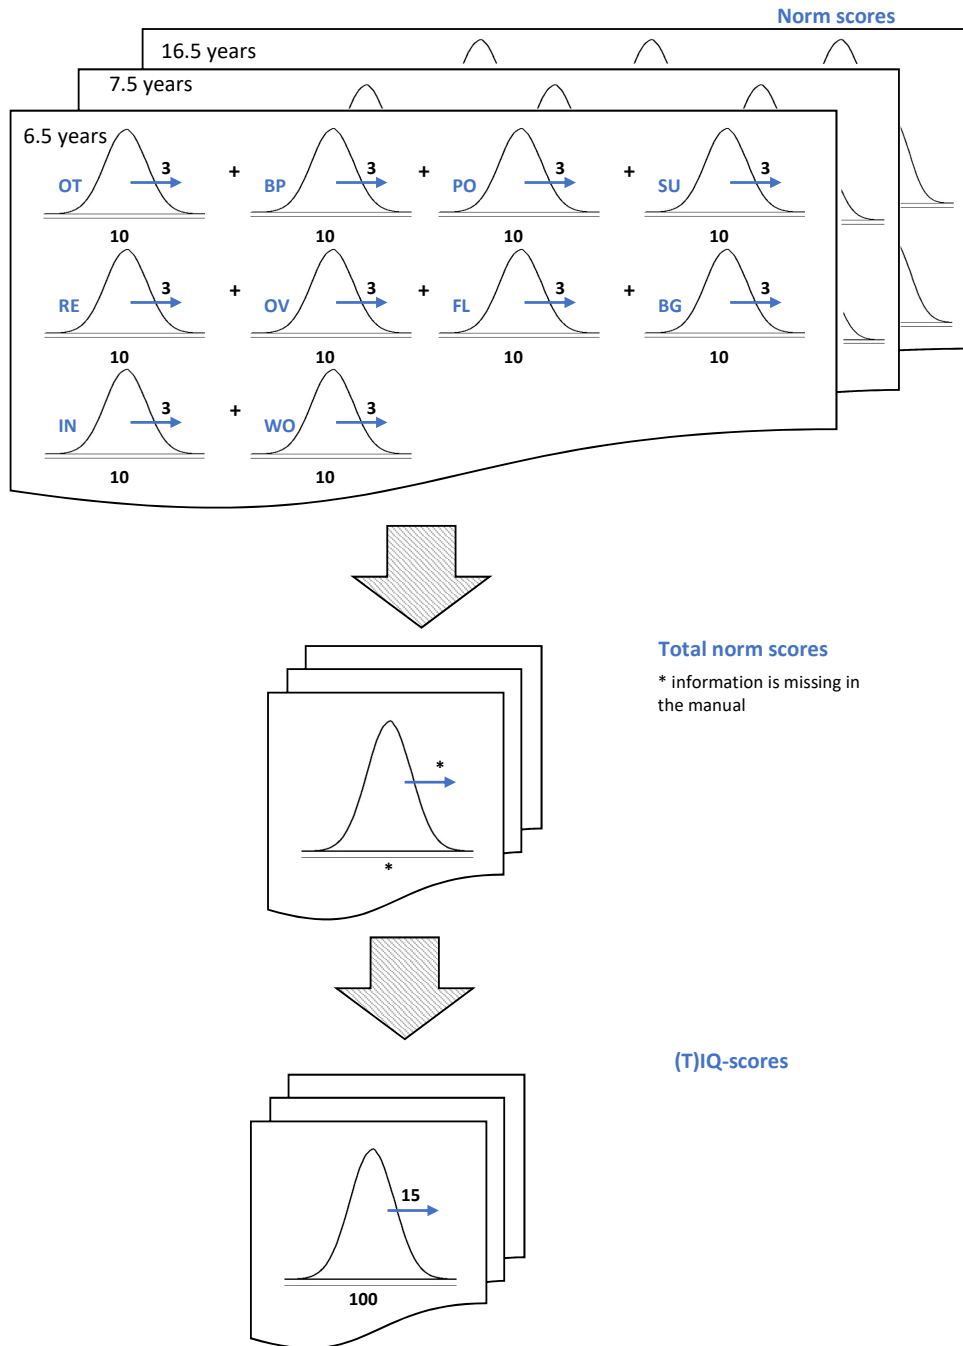 Norm scores
16.5 years
7.5 years
6.5 years
OT 3 + BP 3 + PO 3 + SU 3
10 10 10 10
RE 3 + OV 3 + FL 3 + BG 3
10 10 10 10
IN 3 + WO 3
10 10
Total norm scores
* information is missing in
the manual
*
*
(T)IQ-scores
15
100